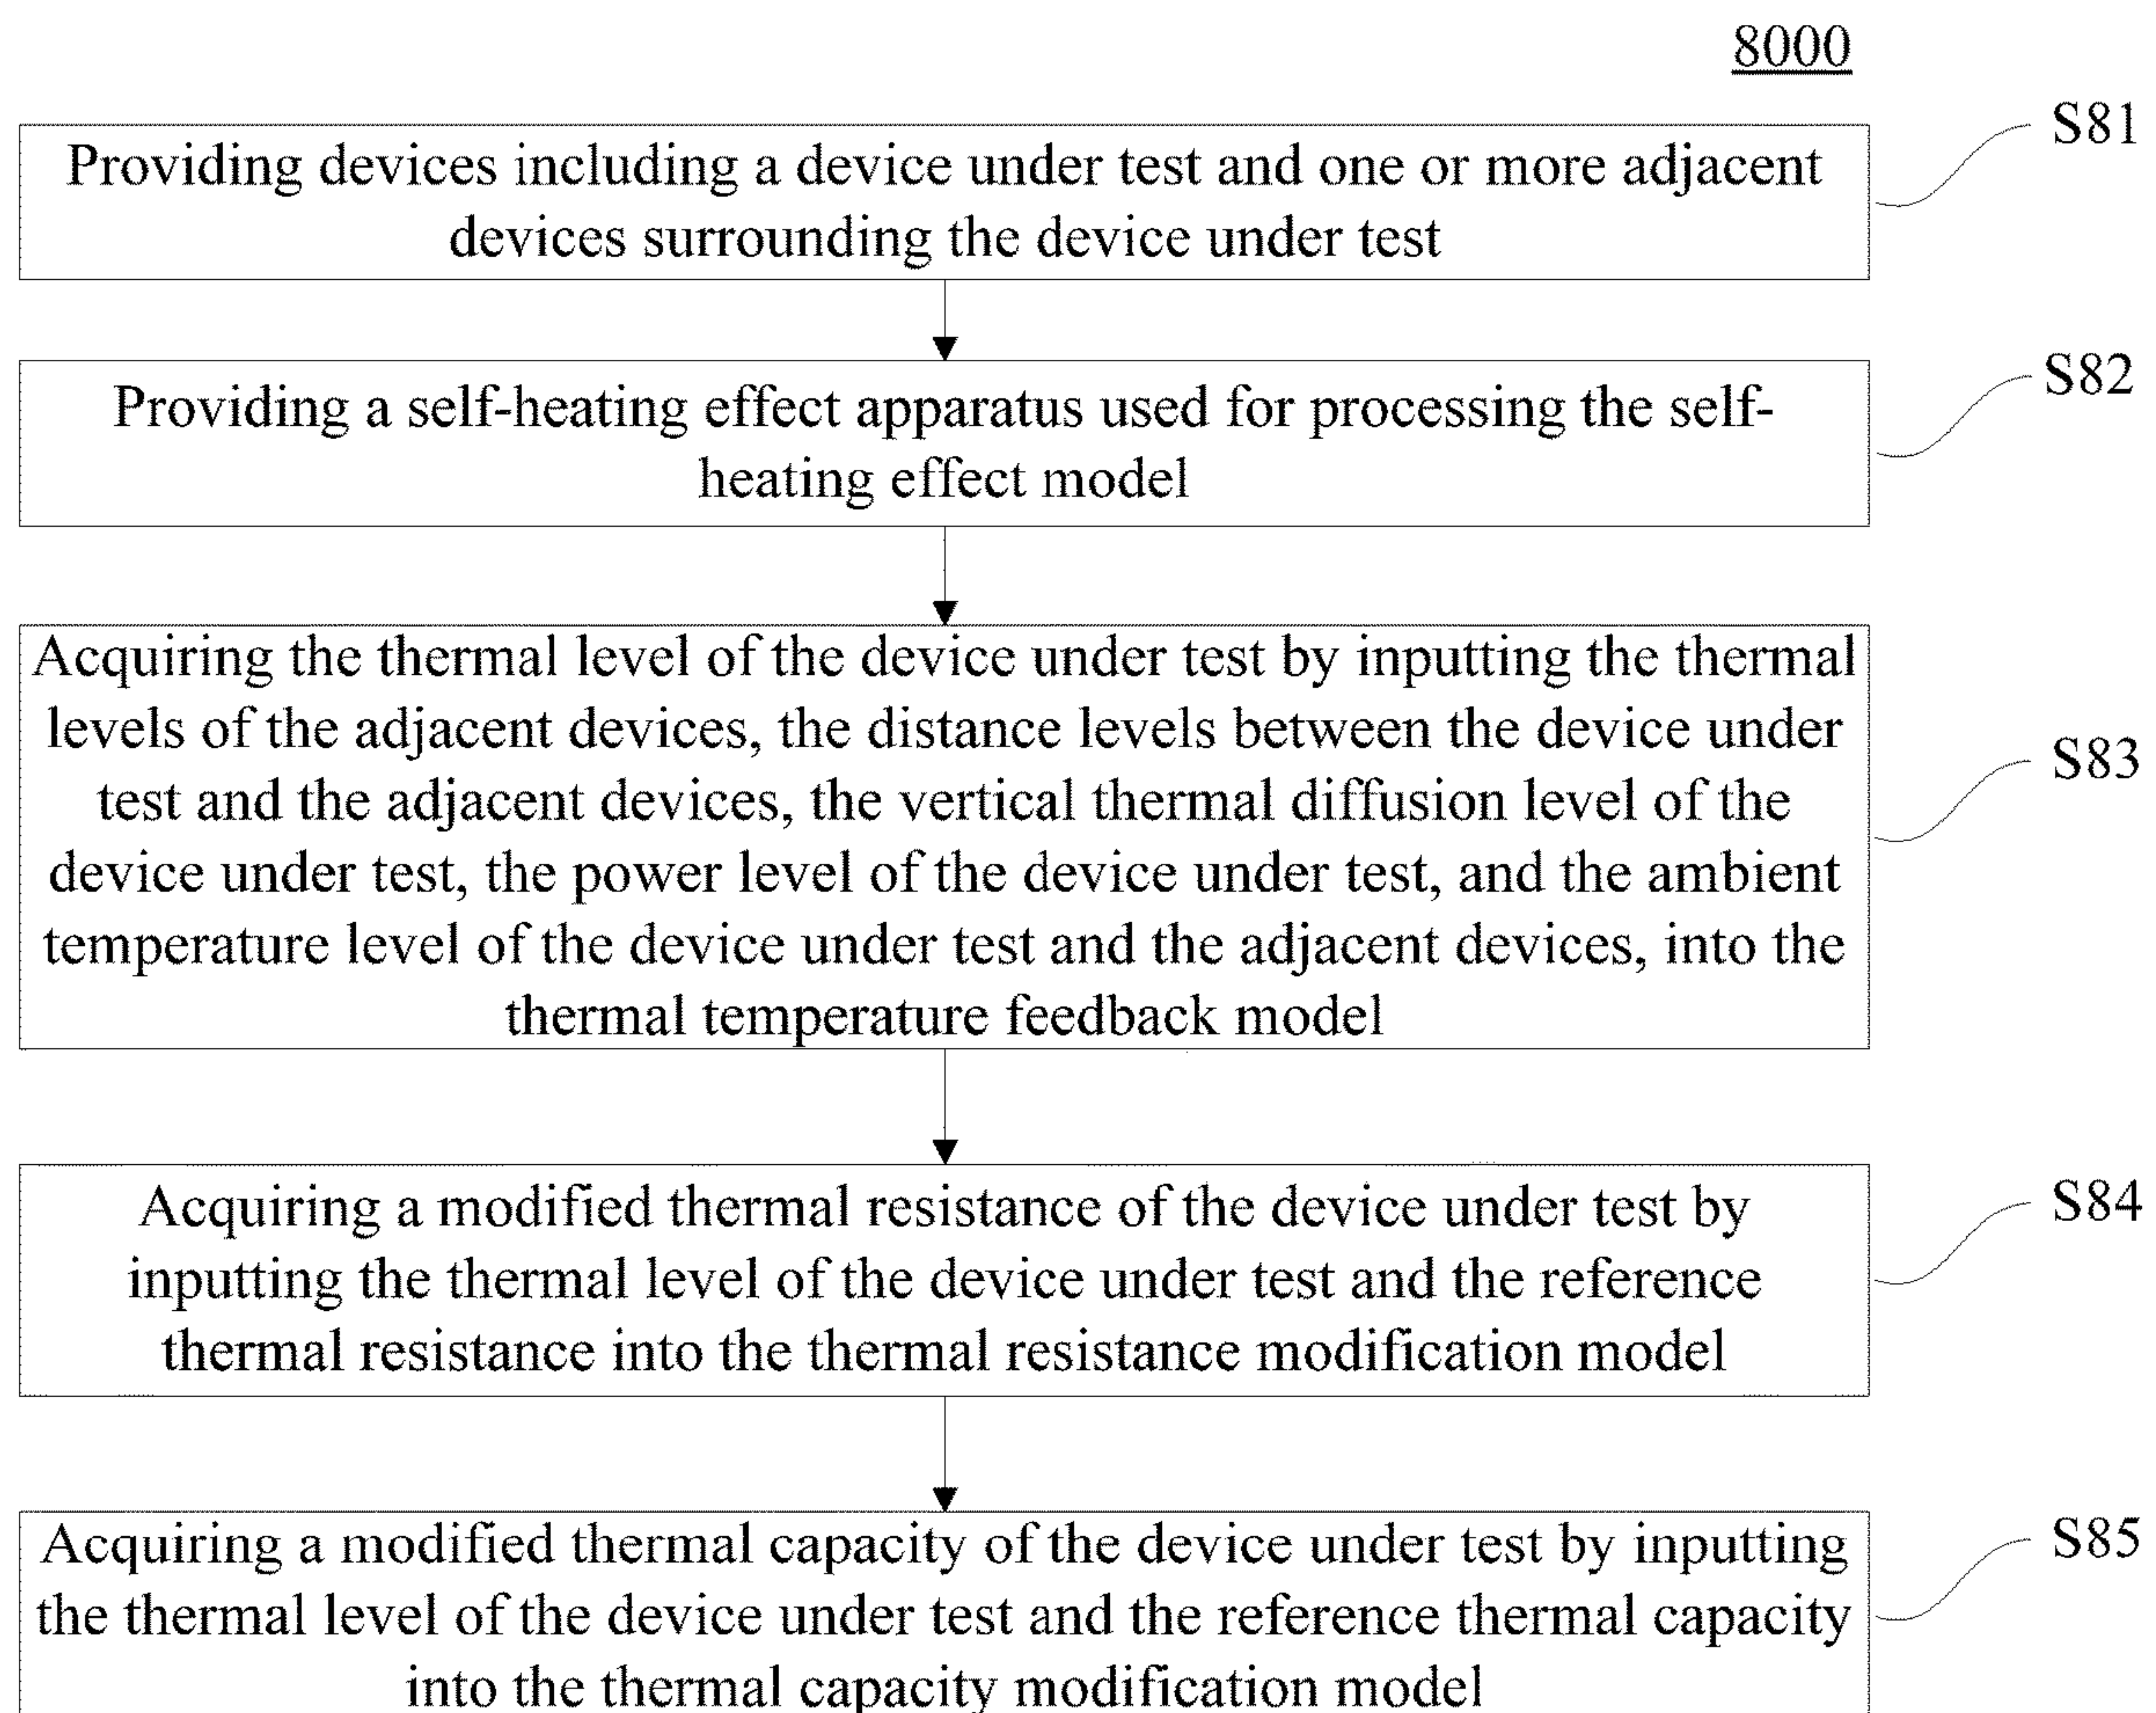 8000
S81
Providing devices including a device under test and one or more adjacent
devices surrounding the device under test
S82
Providing a self-heating effect apparatus used for processing the self-
heating effect model
Acquiring the thermal level of the device under test by inputting the thermal
levels of the adjacent devices, the distance levels between the device under
S83
test and the adjacent devices, the vertical thermal diffusion level of the
device under test, the power level of the device under test, and the ambient
temperature level of the device under test and the adjacent devices, into the
thermal temperature feedback model
S84
Acquiring a modified thermal resistance of the device under test by
inputting the thermal level of the device under test and the reference
thermal resistance into the thermal resistance modification model
S85
Acquiring a modified thermal capacity of the device under test by inputting
the thermal level of the device under test and the reference thermal capacity
into the thermal capacity modification model